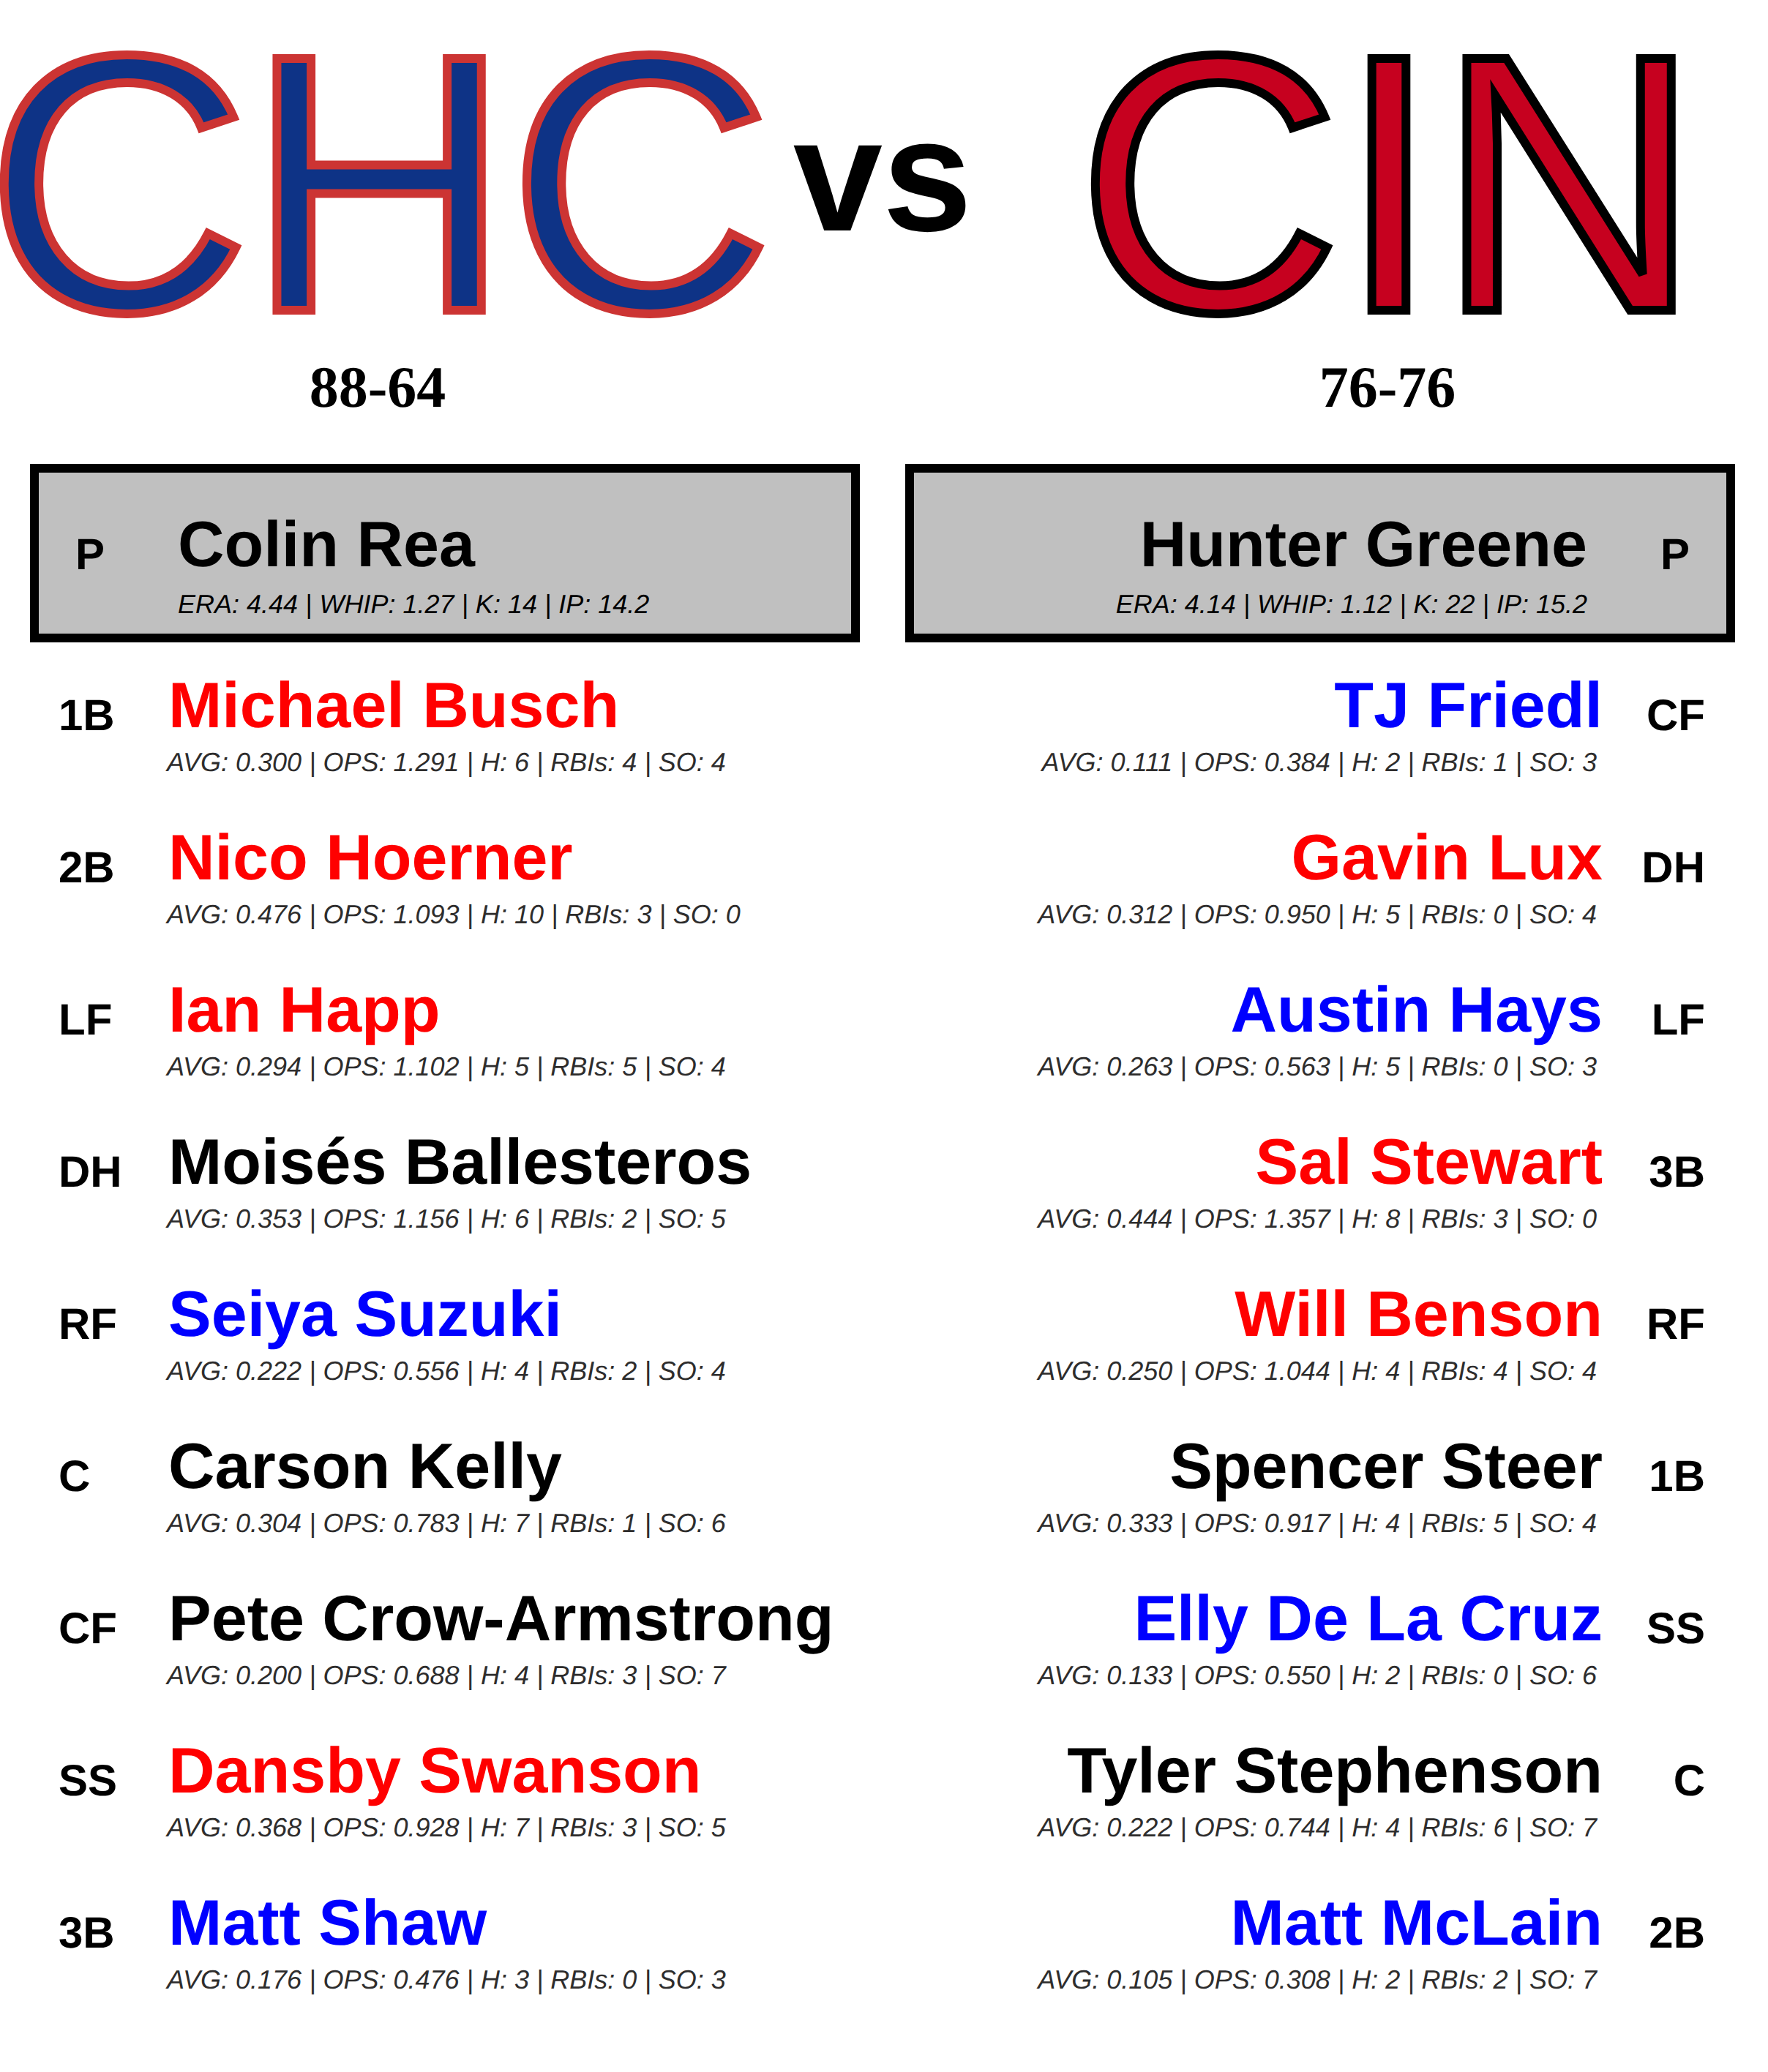 CHC vs CIN
88-64 76-76
P Colin Rea
ERA: 4.44 | WHIP: 1.27 | K: 14 | IP: 14.2
Hunter Greene P
ERA: 4.14 | WHIP: 1.12 | K: 22 | IP: 15.2
1B Michael Busch
AVG: 0.300 | OPS: 1.291 | H: 6 | RBIs: 4 | SO: 4
2B Nico Hoerner
AVG: 0.476 | OPS: 1.093 | H: 10 | RBIs: 3 | SO: 0
LF Ian Happ
AVG: 0.294 | OPS: 1.102 | H: 5 | RBIs: 5 | SO: 4
DH Moisés Ballesteros
AVG: 0.353 | OPS: 1.156 | H: 6 | RBIs: 2 | SO: 5
RF Seiya Suzuki
AVG: 0.222 | OPS: 0.556 | H: 4 | RBIs: 2 | SO: 4
C Carson Kelly
AVG: 0.304 | OPS: 0.783 | H: 7 | RBIs: 1 | SO: 6
CF Pete Crow-Armstrong
AVG: 0.200 | OPS: 0.688 | H: 4 | RBIs: 3 | SO: 7
SS Dansby Swanson
AVG: 0.368 | OPS: 0.928 | H: 7 | RBIs: 3 | SO: 5
3B Matt Shaw
AVG: 0.176 | OPS: 0.476 | H: 3 | RBIs: 0 | SO: 3
TJ Friedl CF
AVG: 0.111 | OPS: 0.384 | H: 2 | RBIs: 1 | SO: 3
Gavin Lux DH
AVG: 0.312 | OPS: 0.950 | H: 5 | RBIs: 0 | SO: 4
Austin Hays LF
AVG: 0.263 | OPS: 0.563 | H: 5 | RBIs: 0 | SO: 3
Sal Stewart 3B
AVG: 0.444 | OPS: 1.357 | H: 8 | RBIs: 3 | SO: 0
Will Benson RF
AVG: 0.250 | OPS: 1.044 | H: 4 | RBIs: 4 | SO: 4
Spencer Steer 1B
AVG: 0.333 | OPS: 0.917 | H: 4 | RBIs: 5 | SO: 4
Elly De La Cruz SS
AVG: 0.133 | OPS: 0.550 | H: 2 | RBIs: 0 | SO: 6
Tyler Stephenson C
AVG: 0.222 | OPS: 0.744 | H: 4 | RBIs: 6 | SO: 7
Matt McLain 2B
AVG: 0.105 | OPS: 0.308 | H: 2 | RBIs: 2 | SO: 7